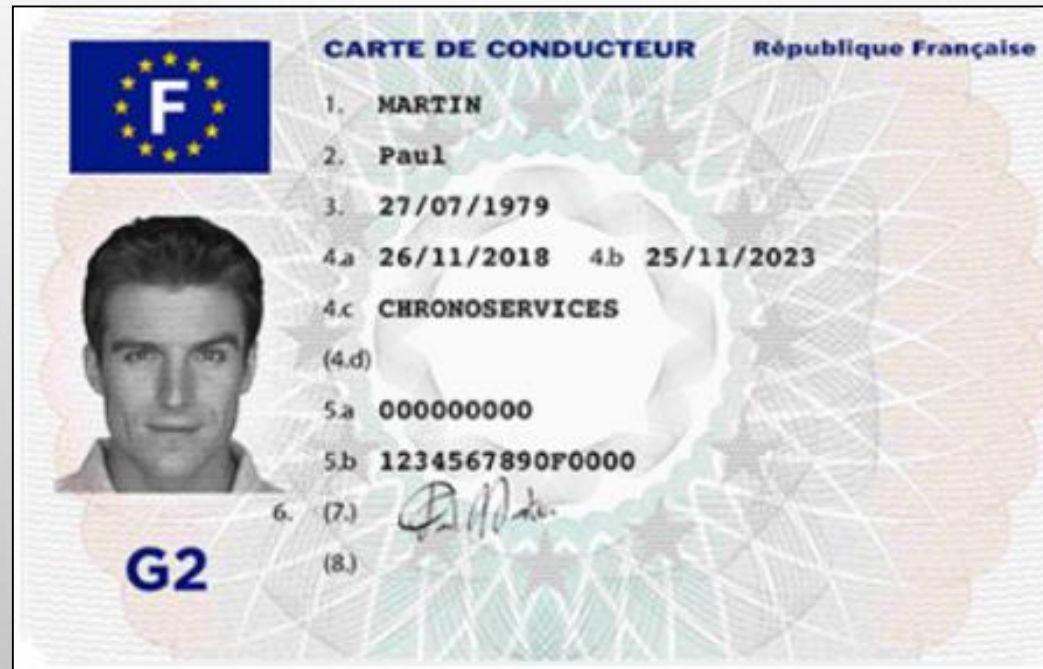 F
CARTE DE CONDUCTEUR République Française
1. MARTIN
2. Paul
3. 27/07/1979
4.a 26/11/2018 4.b 25/11/2023
4.c CHRONOSERVICES
(4.d)
5.a 000000000
5.b 1234567890F0000
6. (7.)
G2
(8.)